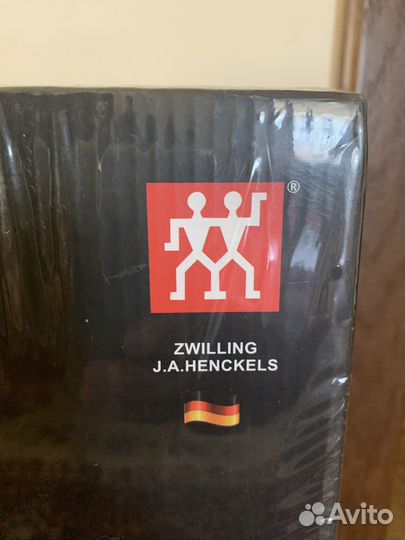 ®
ZWILLING
J.A.HENCKELS
Avito